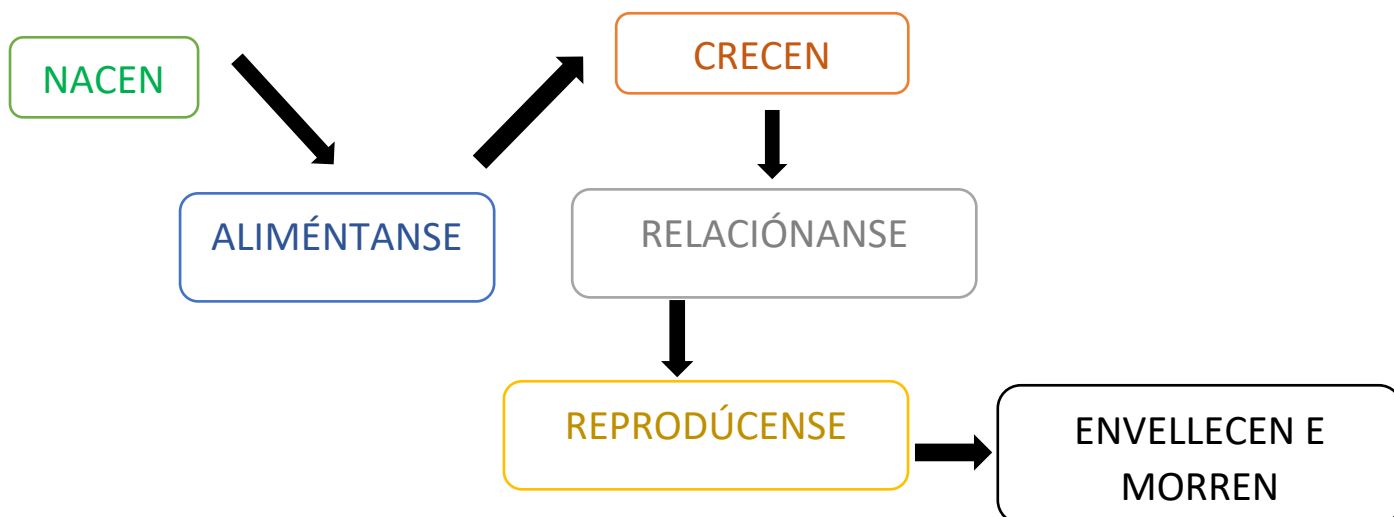 NACEN
ALIMÉNTANSE
CRECEN
RELACIÓNANSE
REPRODÚCENSE
ENVELLECEN E
MORREN